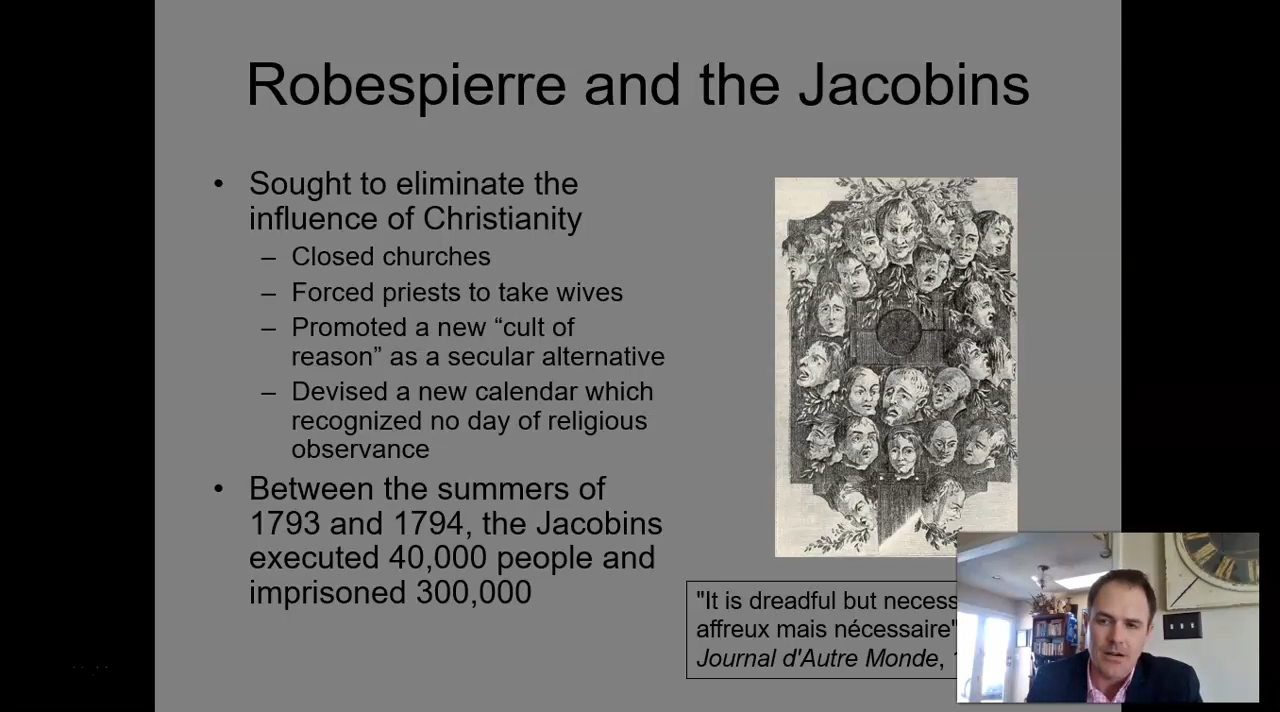 Robespierre and the Jacobins
• Sought to eliminate the
influence of Christianity
– Closed churches
– Forced priests to take wives
– Promoted a new “cult of
reason” as a secular alternative
– Devised a new calendar which
recognized no day of religious
observance
• Between the summers of
1793 and 1794, the Jacobins
executed 40,000 people and
imprisoned 300,000
"It is dreadful but
affreux mais nécessaire"
Journal d'Autre Monde,